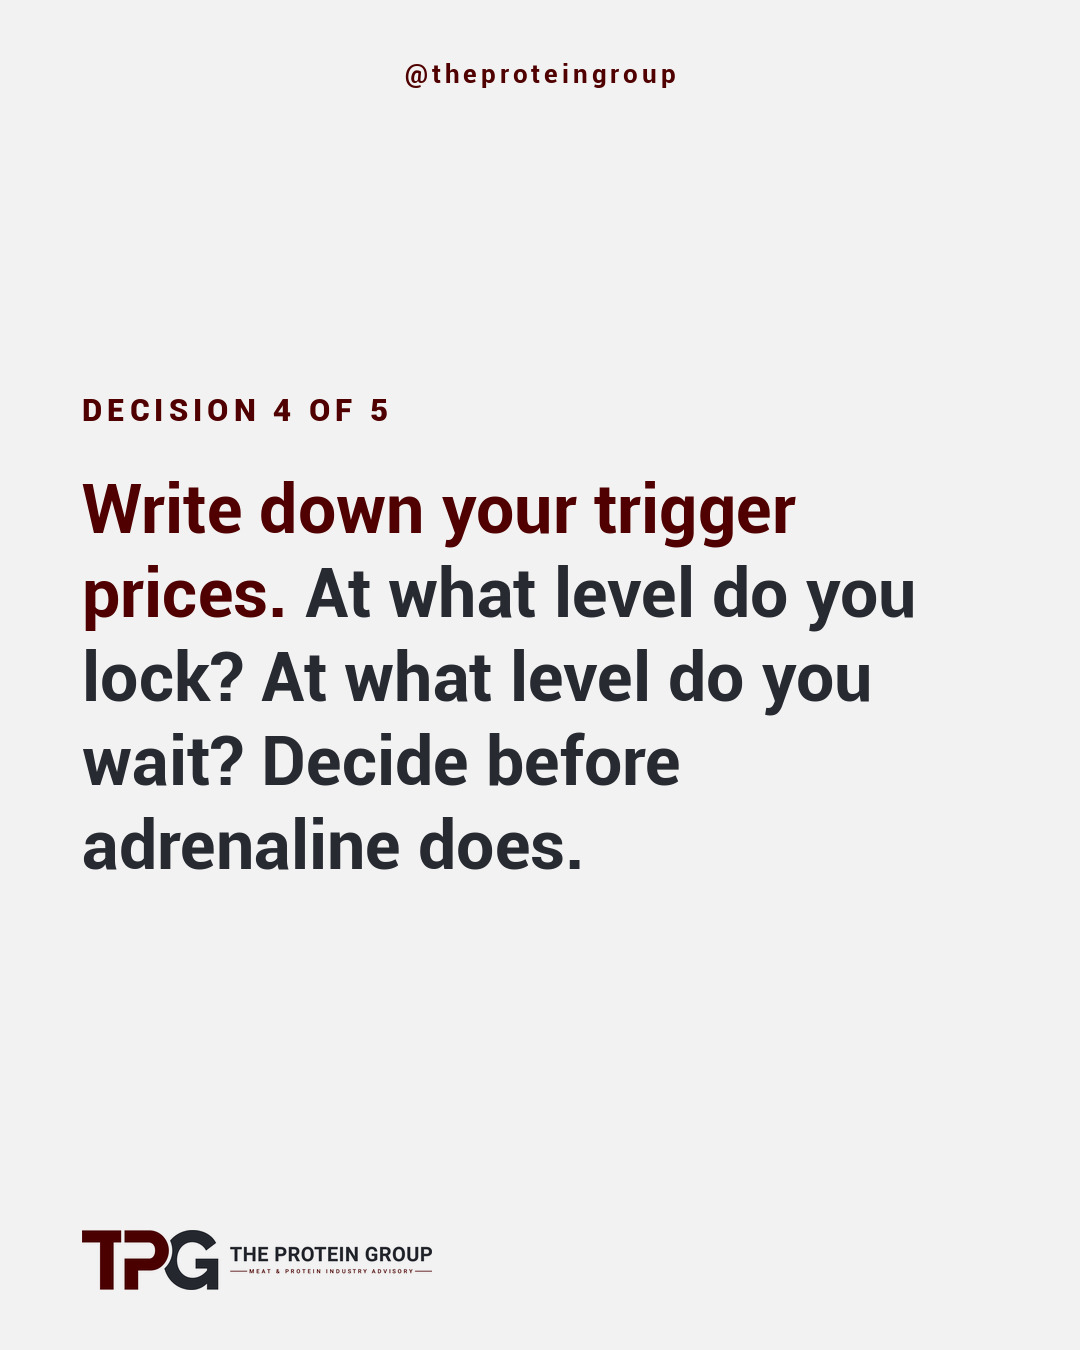 @theproteingroup
DECISION 4 OF 5
Write down your trigger
prices. At what level do you
lock? At what level do you
wait? Decide before
adrenaline does.
TPG
THE PROTEIN GROUP
MEAT & PROTEIN INDUSTRY ADVISORY